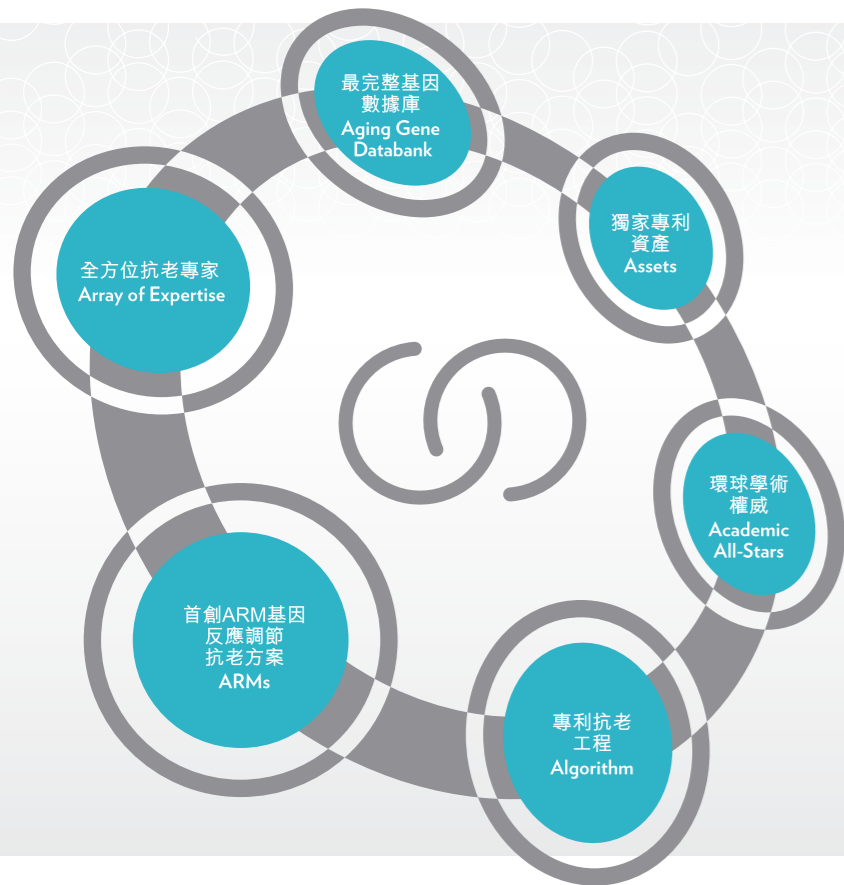 最完整基因
數據庫
Aging Gene
Databank
獨家專利
資產
Assets
全方位抗老專家
Array of Expertise
環球學術
權威
Academic
All-Stars
首創ARM基因
反應調節
抗老方案
ARMs
專利抗老
工程
Algorithm